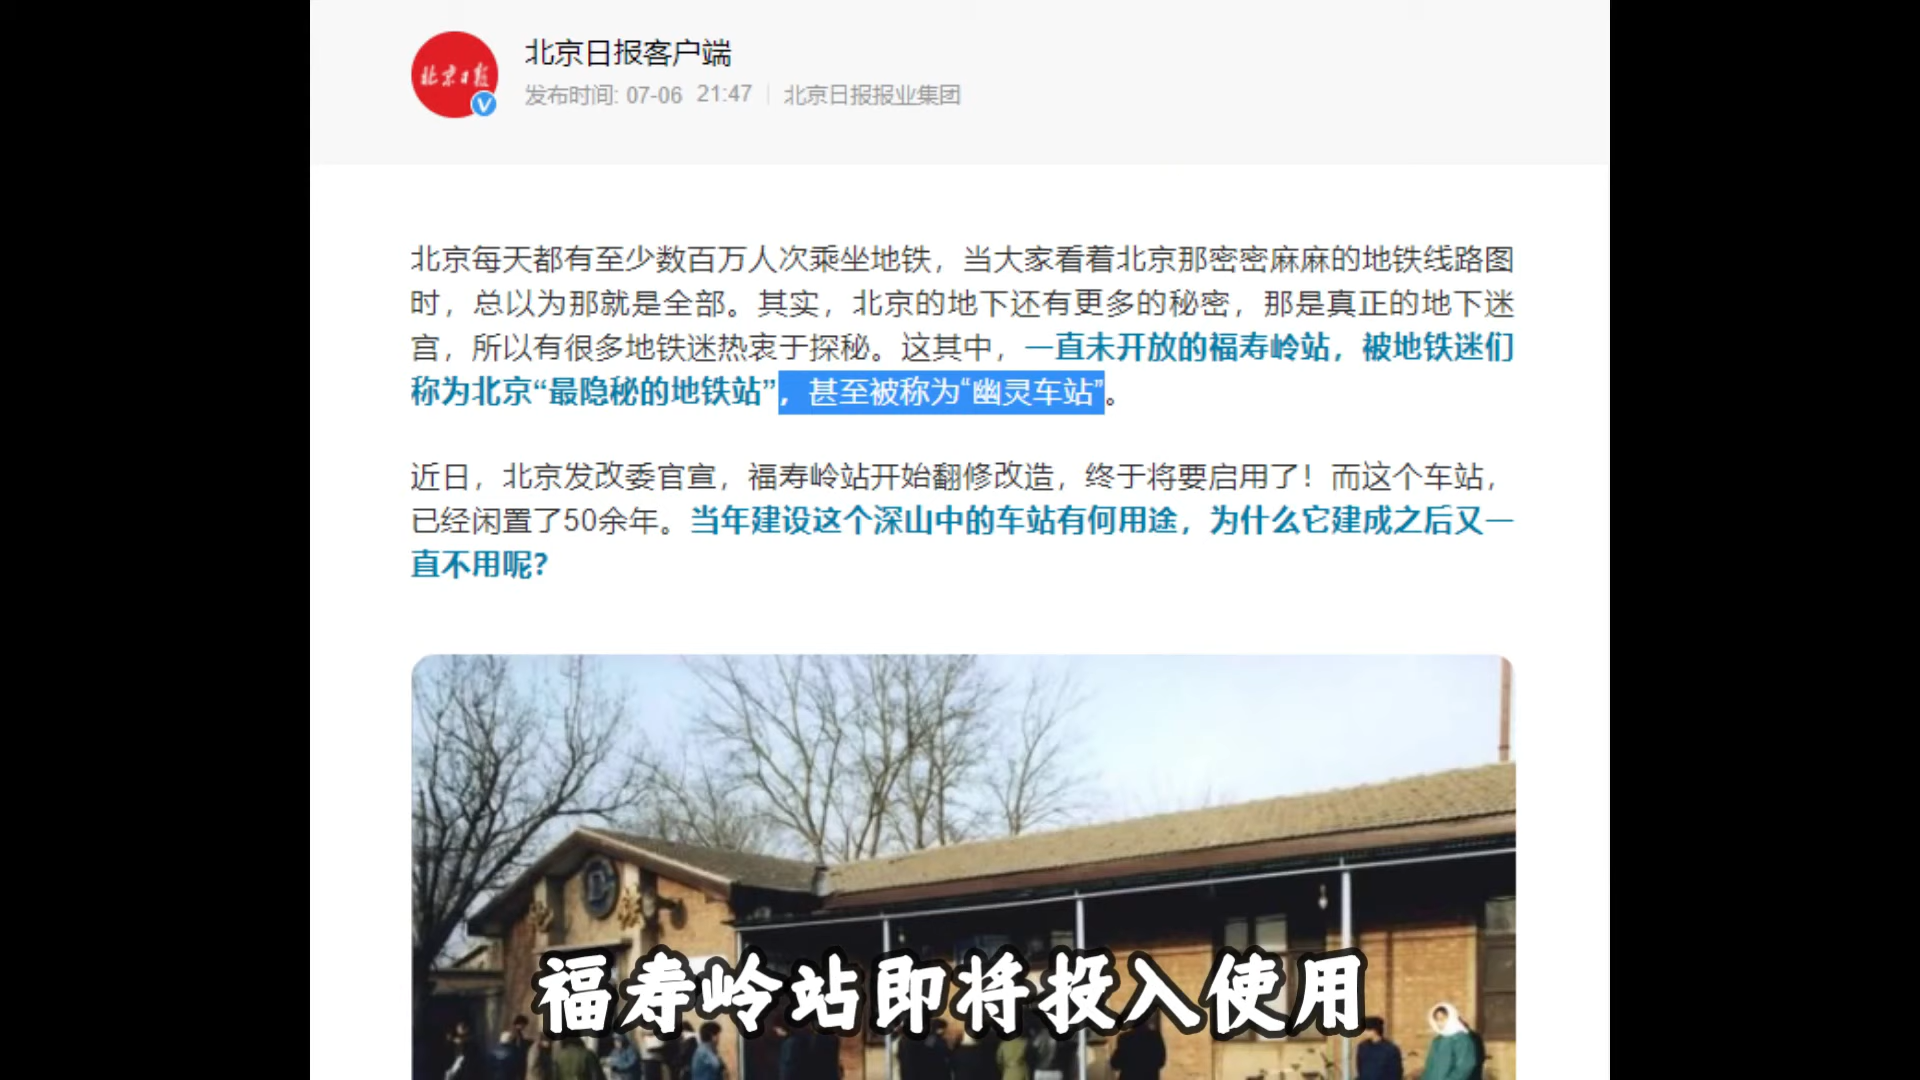 北京日报
北京日报客户端
发布时间: 07-06 21:47 北京日报报业集团
北京每天都有至少数百万人次乘坐地铁，当大家看着北京那密密麻麻的地铁线路图
时，总以为那就是全部。其实，北京的地下还有更多的秘密，那是真正的地下迷
宫，所以有很多地铁迷热衷于探秘。这其中，一直未开放的福寿岭站，被地铁迷们
称为北京“最隐秘的地铁站”，甚至被称为“幽灵车站”。
近日，北京发改委官宣，福寿岭站开始翻修改造，终于将要启用了！而这个车站，
已经闲置了50余年。当年建设这个深山中的车站有何用途，为什么它建成之后又一
直不用呢?
福寿岭站即将投入使用